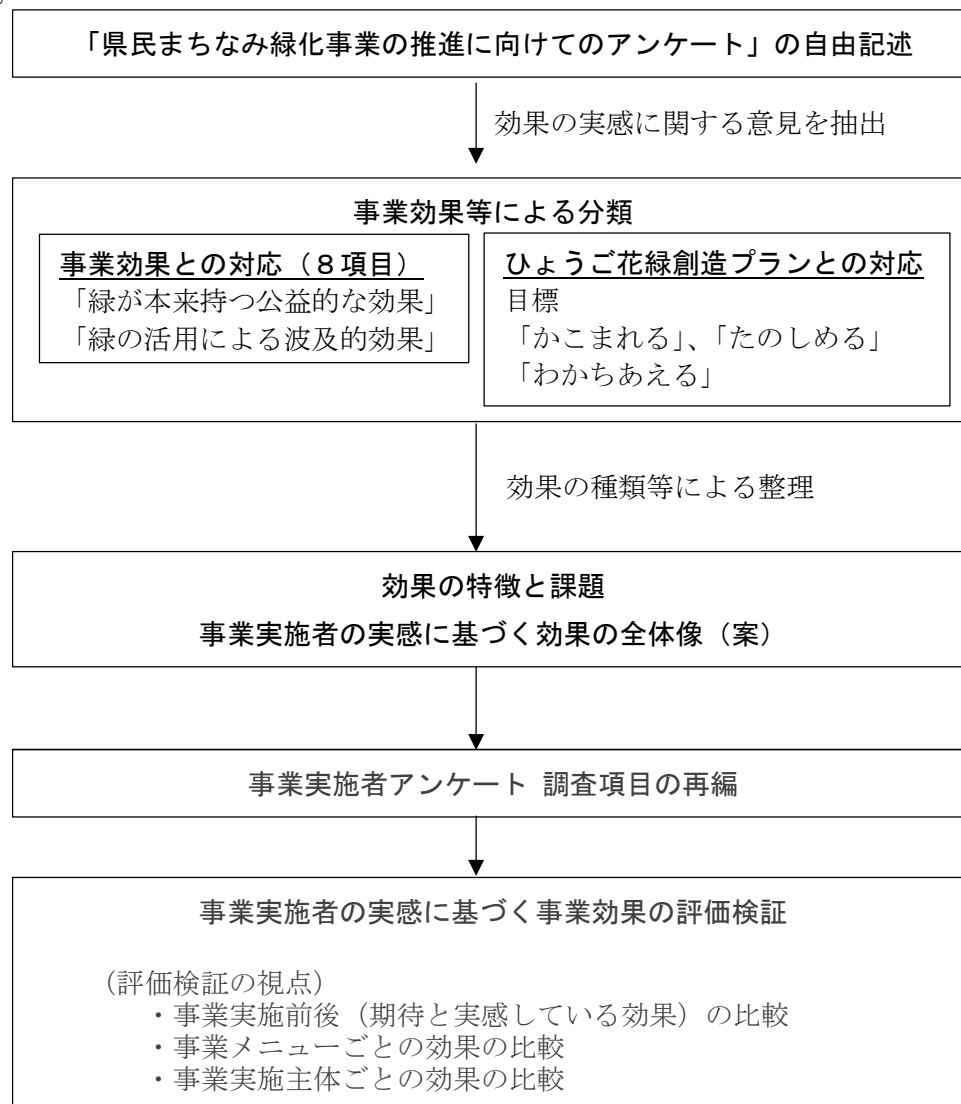 「県民まちなみ緑化事業の推進に向けてのアンケート」の自由記述
効果の実感に関する意見を抽出
事業効果等による分類
事業効果との対応（８項目）
「緑が本来持つ公益的な効果」
「緑の活用による波及的効果」
ひょうご花緑創造プランとの対応
目標
「かこまれる」、「たのしめる」
「わかちあえる」
効果の種類等による整理
効果の特徴と課題
事業実施者の実感に基づく効果の全体像（案）
事業実施者アンケート 調査項目の再編
事業実施者の実感に基づく事業効果の評価検証
（評価検証の視点）
・事業実施前後（期待と実感している効果）の比較
・事業メニューごとの効果の比較
・事業実施主体ごとの効果の比較